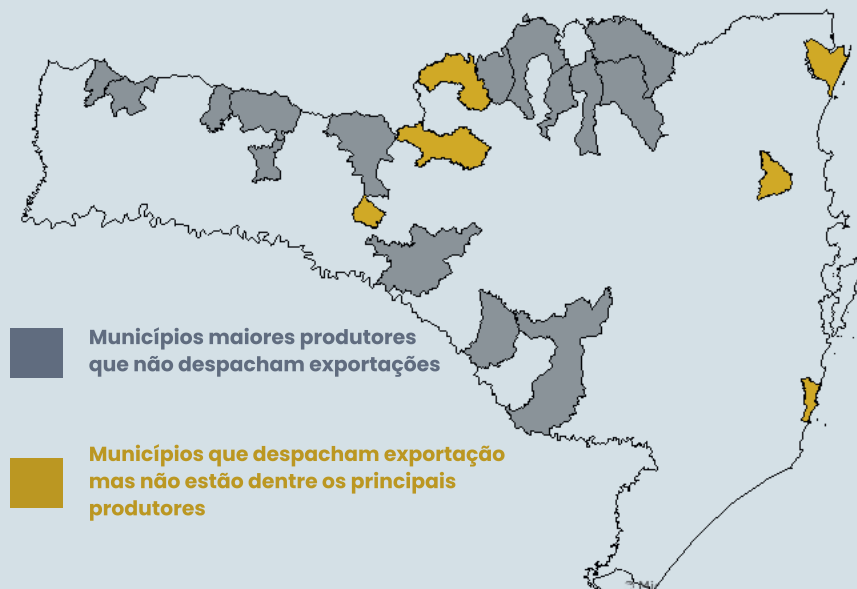 Municípios maiores produtores
que não despacham exportações
Municípios que despacham exportação
mas não estão dentre os principais
produtores